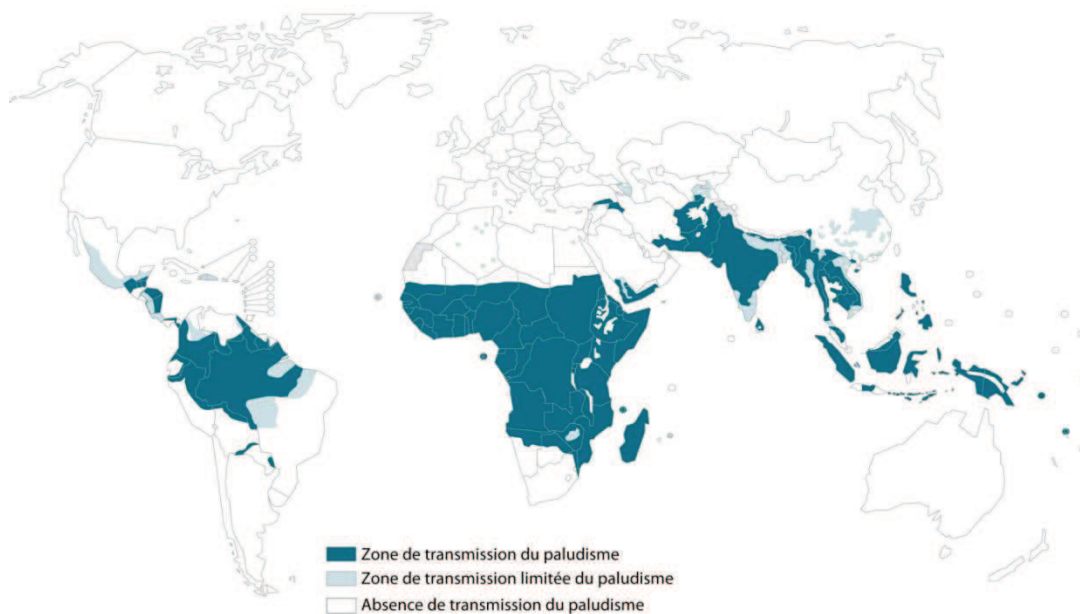 Zone de transmission du paludisme
Zone de transmission limitée du paludisme
Absence de transmission du paludisme